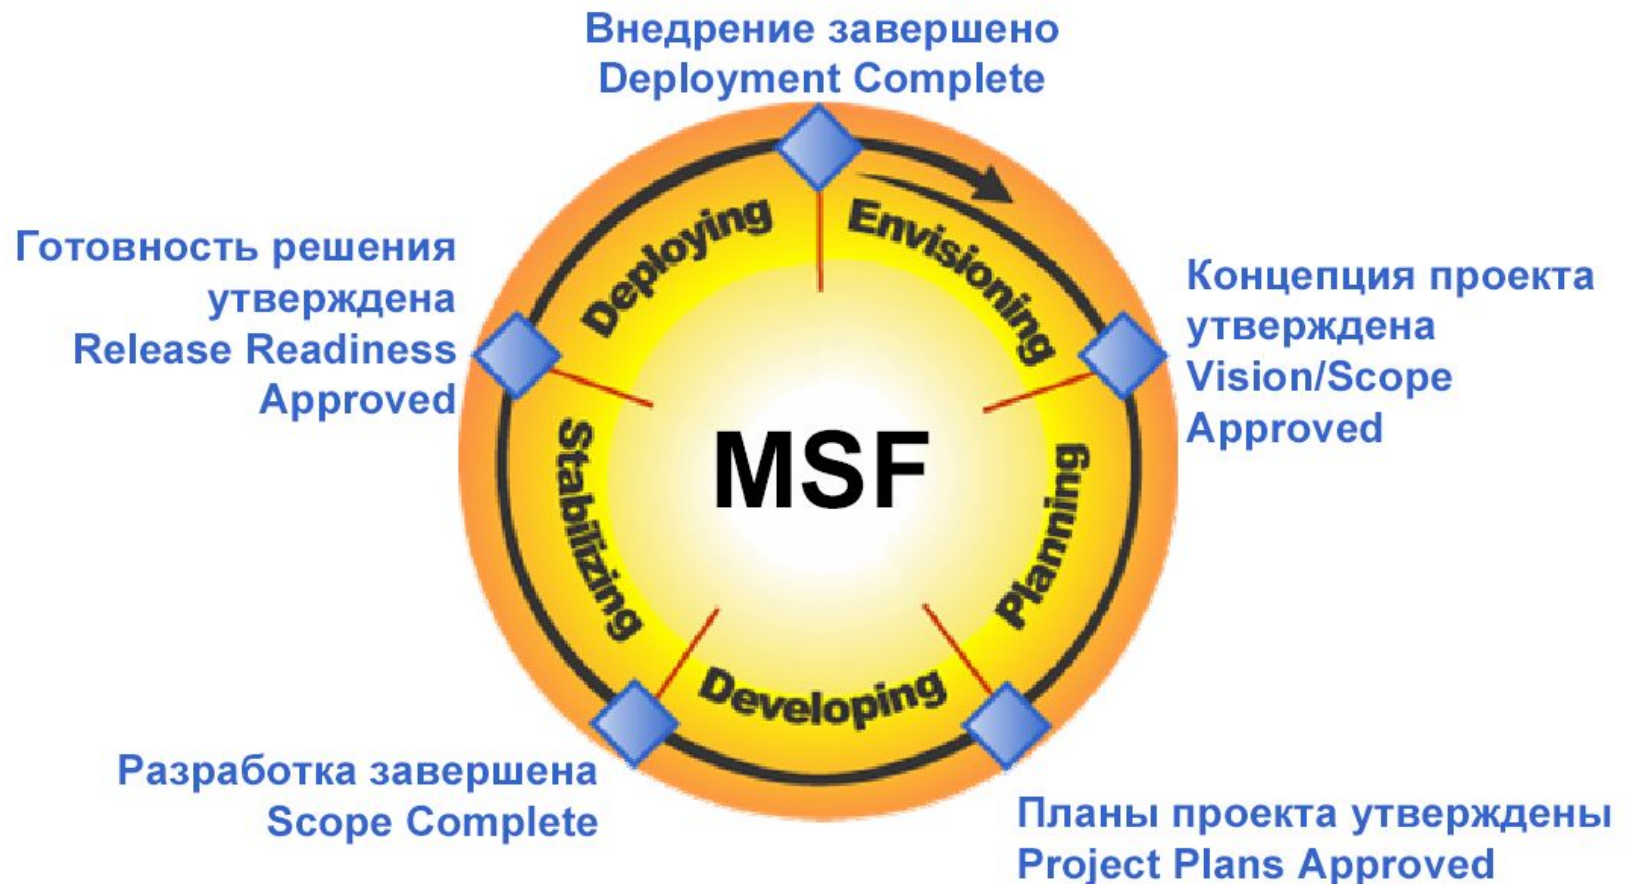 Внедрение завершено
Deployment Complete
Deploying
Envisioning
Готовность решения
утверждена
Release Readiness
Approved
Концепция проекта
утверждена
Vision/Scope
Approved
MSF
Stabilizing
Planning
Developing
Разработка завершена
Scope Complete
Планы проекта утверждены
Project Plans Approved